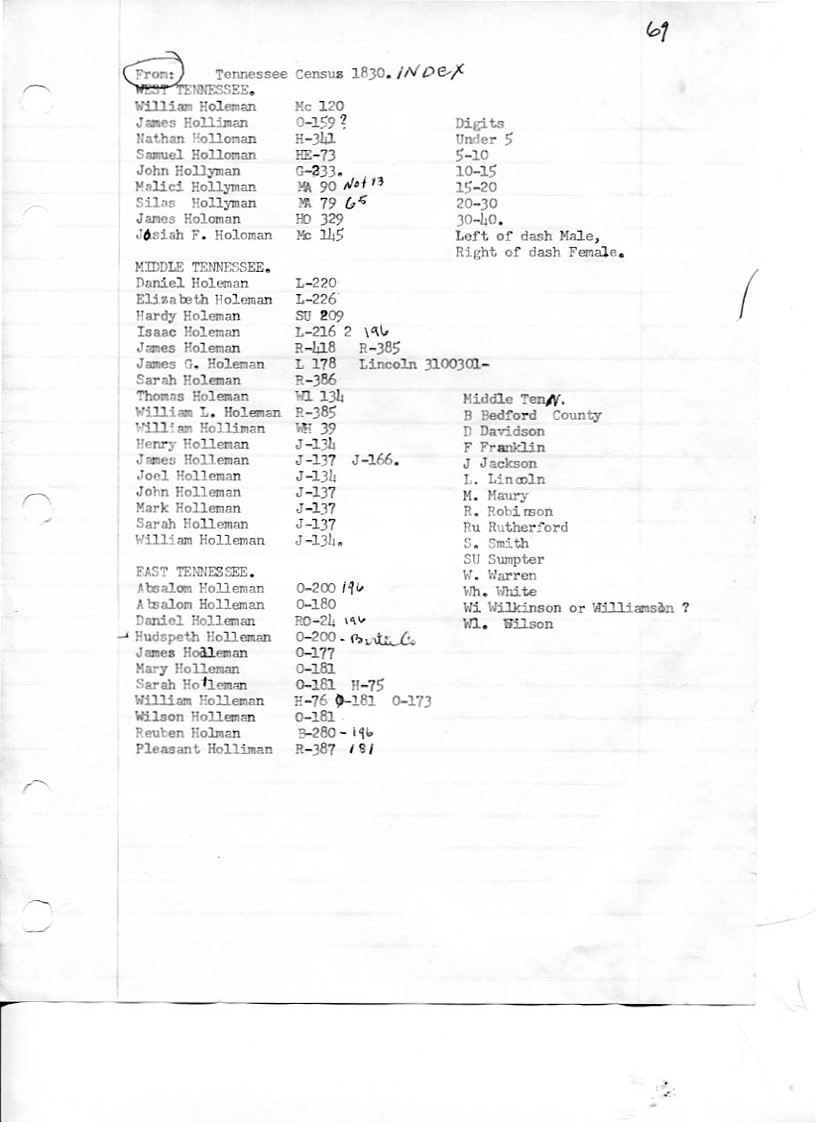 69
From: Tennessee Census 1830. INDEX
WEST TENNESSEE.
William Holeman Mc 120
James Holliman O-159 ?
Nathan Holloman H-341
Samuel Holloman HE-73
John Hollyman G-233.
Malici Hollyman MA 90 Not 13
Silas Hollyman MA 79 65
James Holoman HO 329
Josiah F. Holoman Mc 145
Digits
Under 5
5-10
10-15
15-20
20-30
30-40.
Left of dash Male,
Right of dash Female.
MIDDLE TENNESSEE.
Daniel Holeman L-220
Elizabeth Holeman L-226
Hardy Holeman SU 209
Isaac Holeman L-216 2 196
James Holeman R-418 R-385
James G. Holeman L 178 Lincoln 3100301-
Sarah Holeman R-386
Thomas Holeman Wl 134
William L. Holeman R-385
William Holliman WH 39
Henry Holleman J-134
James Holleman J-137 J-166.
Joel Holleman J-134
John Holleman J-137
Mark Holleman J-137
Sarah Holleman J-137
William Holleman J-134.
Middle TenN.
B Bedford County
D Davidson
F Franklin
J Jackson
L. Lincoln
M. Maury
R. Robinson
Ru Rutherford
S. Smith
SU Sumpter
W. Warren
Wh. White
Wi Wilkinson or Williamson ?
Wl. Wilson
EAST TENNESSEE.
Absalom Holleman O-200 196
Absalom Holleman O-180
Daniel Holleman RO-24 196
Hudspeth Holleman O-200 - Bertie Co
James Holleman O-177
Mary Holleman O-181
Sarah Holleman O-181 H-75
William Holleman H-76 O-181 O-173
Wilson Holleman O-181
Reuben Holman B-280 - 196
Pleasant Holliman R-387 181